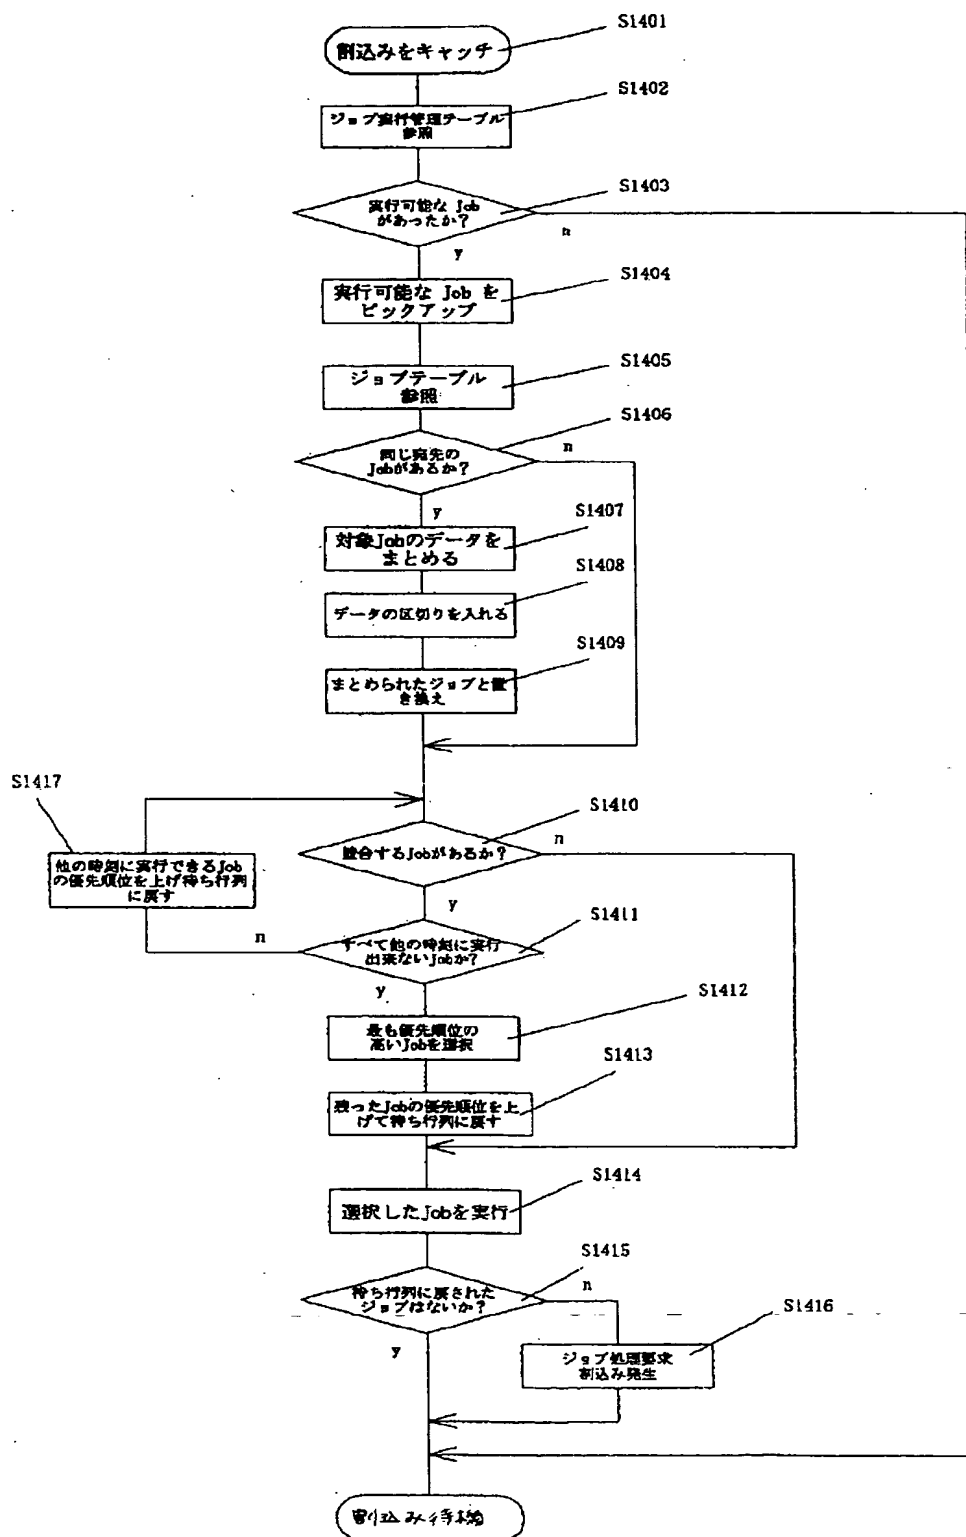 S1401
割込みをキャッチ
S1402
ジョブ実行管理テーブル
参照
S1403
実行可能な Job
があったか?
n
y
S1404
実行可能な Job を
ピックアップ
S1405
ジョブテーブル
参照
S1406
同じ宛先の
Jobがあるか?
n
y
S1407
対象Jobのデータを
まとめる
S1408
データの区切りを入れる
S1409
まとめられたジョブと置
き換え
S1417
他の時刻に実行できるJob
の優先順位を上げ待ち行列
に戻す
S1410
競合するJobがあるか?
n
y
S1411
すべて他の時刻に実行
出来ないJobか?
n
y
S1412
最も優先順位の
高いJobを選択
S1413
残ったJobの優先順位を上
げて待ち行列に戻す
S1414
選択したJobを実行
S1415
待ち行列に戻された
ジョブはないか?
n
y
S1416
ジョブ処理要求
割込み発生
割込み待機